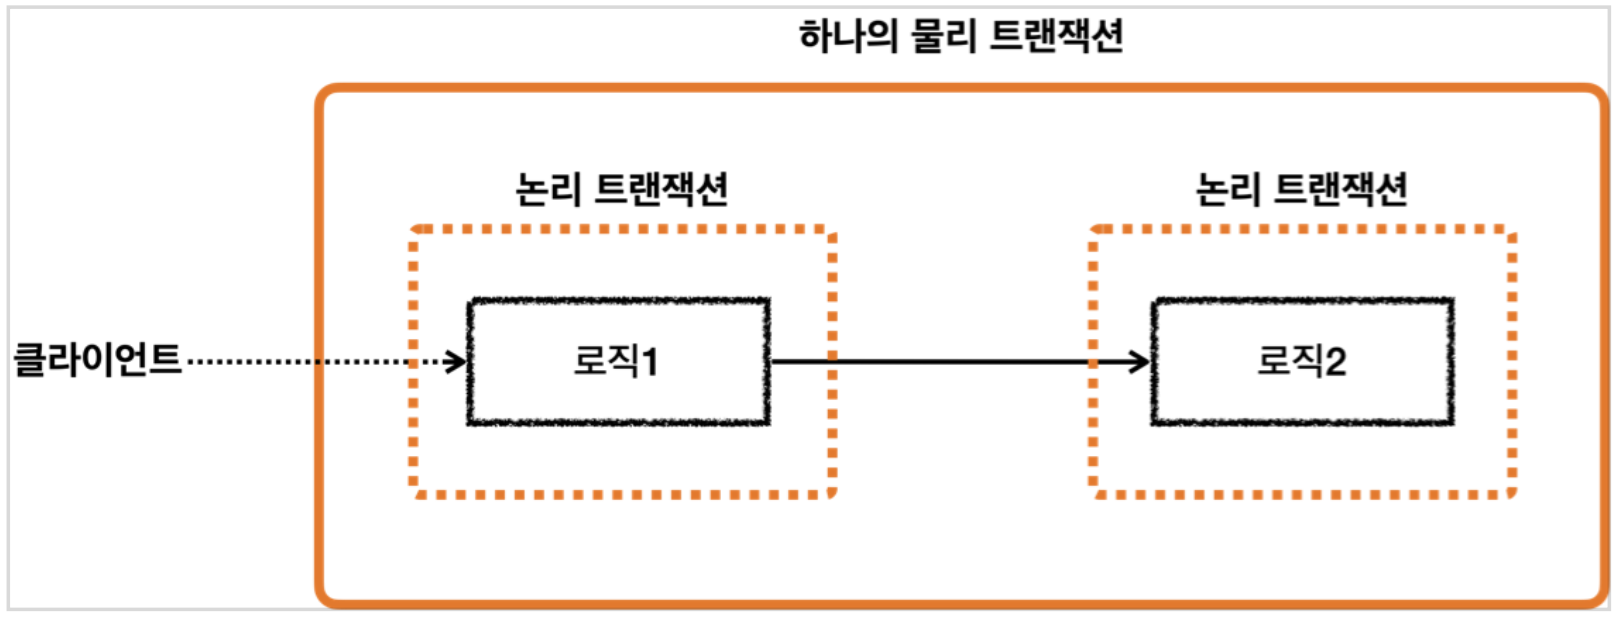 하나의 물리 트랜잭션
논리 트랜잭션
논리 트랜잭션
클라이언트
로직1
로직2